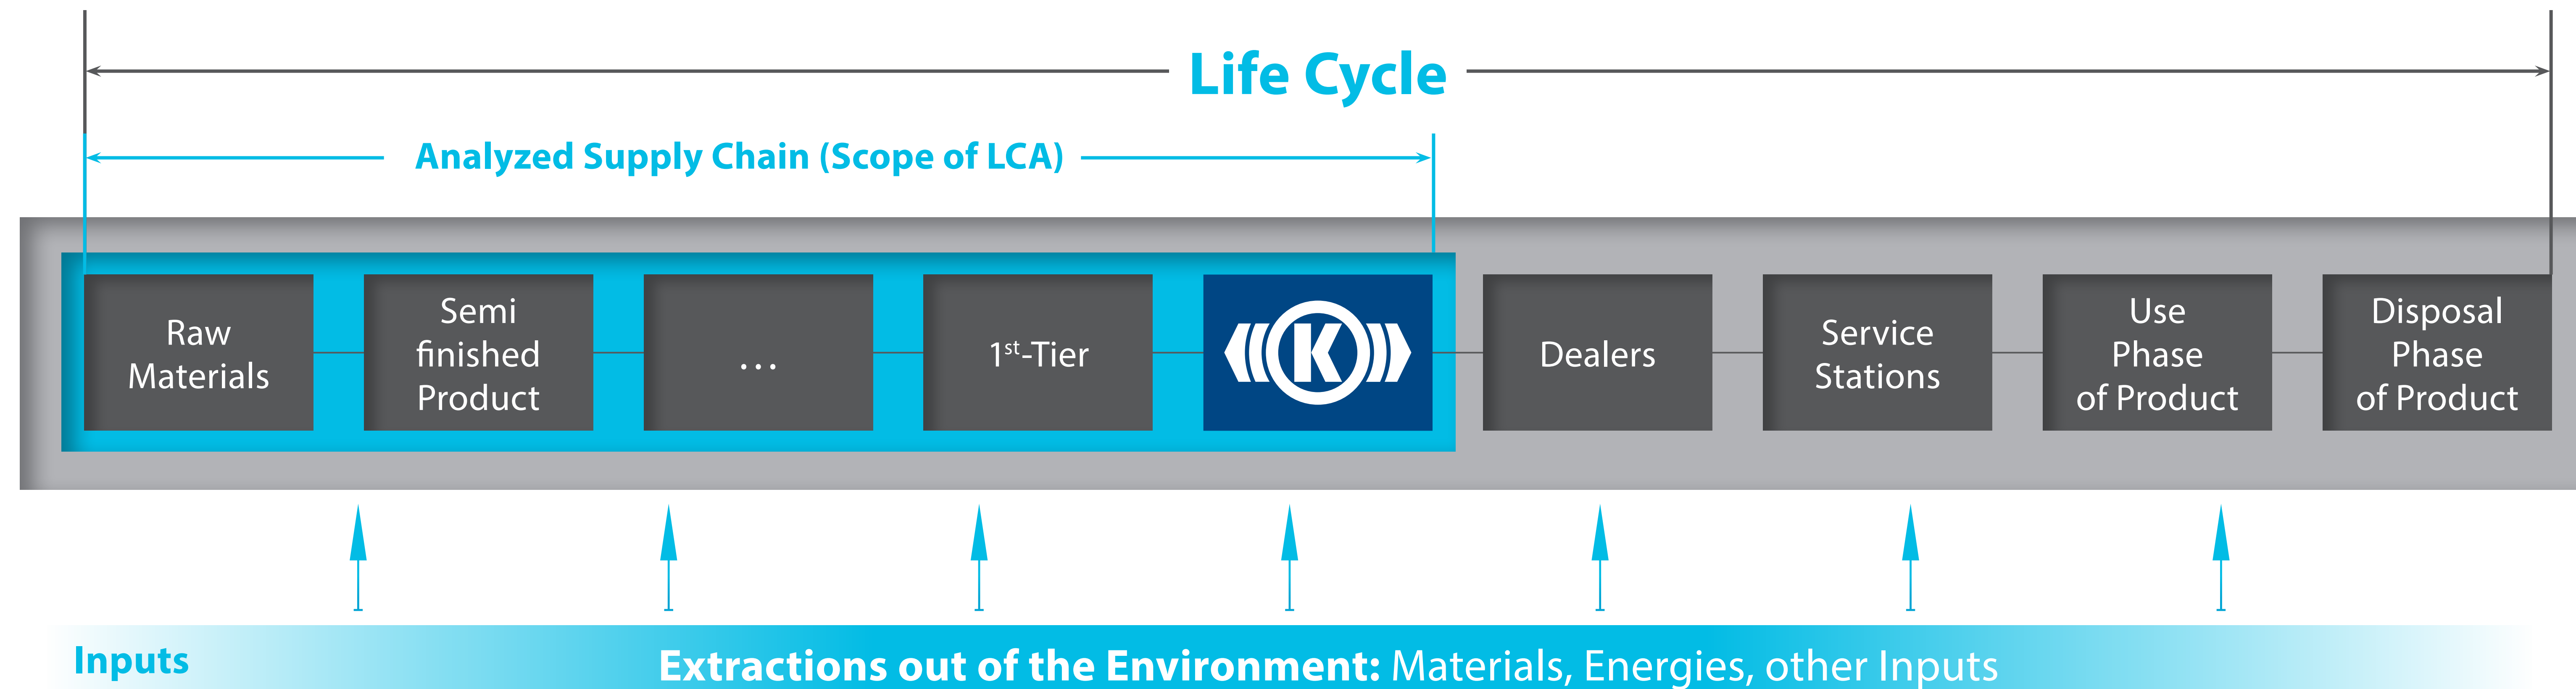 Life Cycle
Analyzed Supply Chain (Scope of LCA)
Raw
Materials
Semi
finished
Product
...
1st-Tier
K
Dealers
Service
Stations
Use
Phase
of Product
Disposal
Phase
of Product
Inputs
Extractions out of the Environment: Materials, Energies, other Inputs